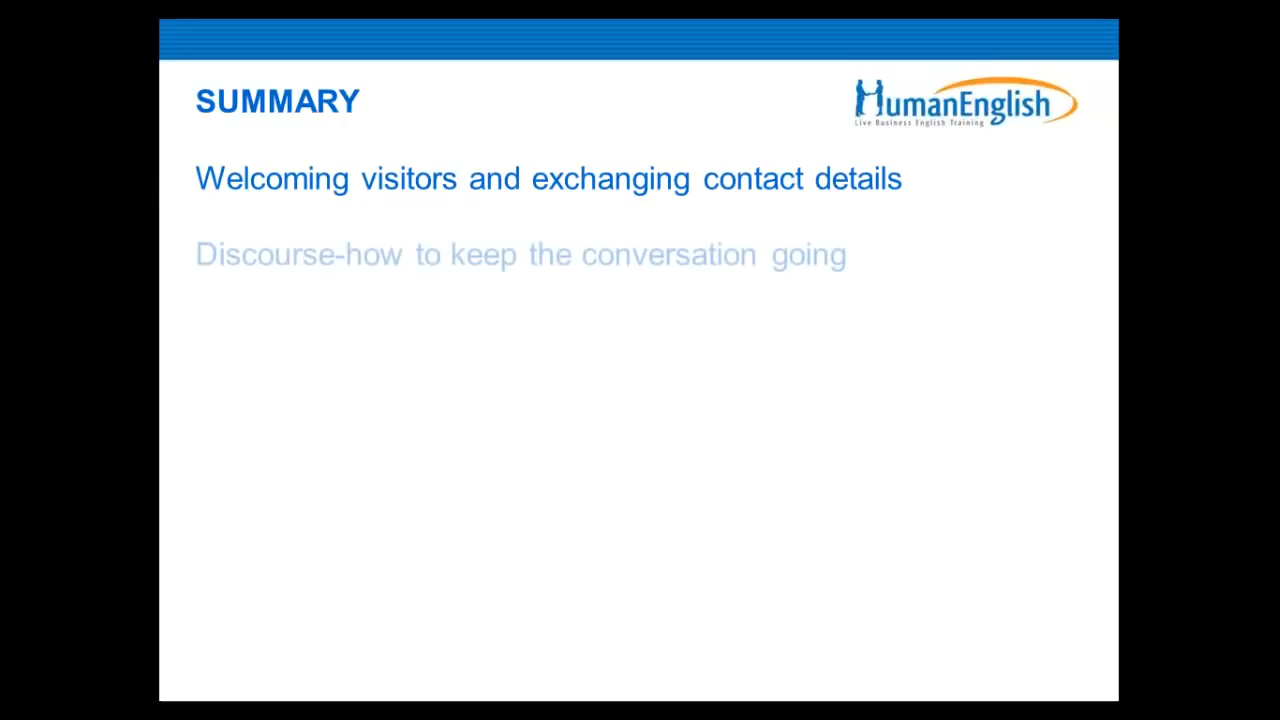 SUMMARY
HumanEnglish
Live Business English Training
Welcoming visitors and exchanging contact details
Discourse-how to keep the conversation going